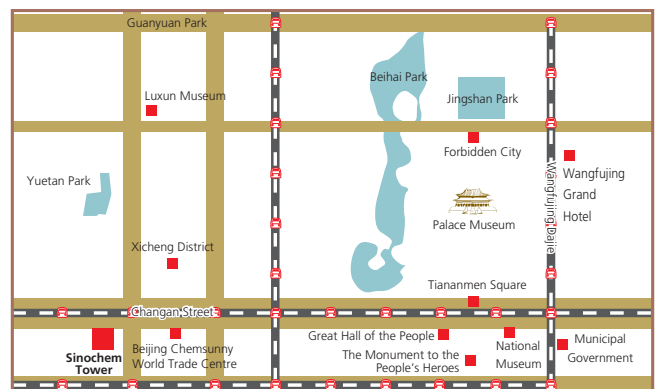 Guanyuan Park
Beihai Park
Luxun Museum
Jingshan Park
Forbidden City
Yuetan Park
Wangfujing
Grand
Hotel
Wangfujing Dajie
Palace Museum
Xicheng District
Tiananmen Square
Changan Street
Great Hall of the People
National
Museum
Municipal
Government
Sinochem
Tower
Beijing Chemsunny
World Trade Centre
The Monument to the
People's Heroes